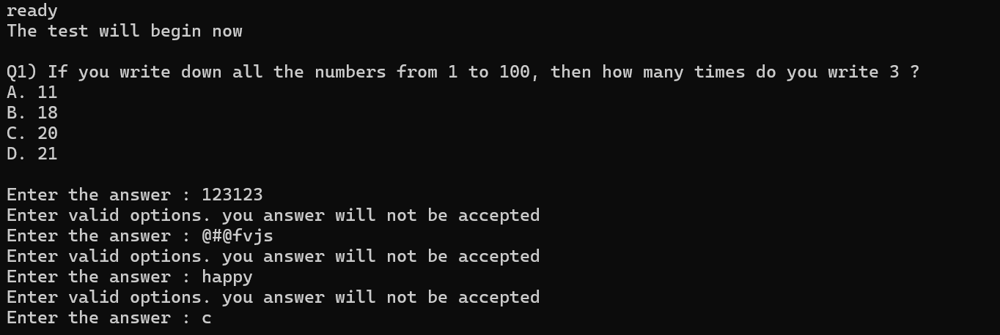 ready
The test will begin now
Q1) If you write down all the numbers from 1 to 100, then how many times do you write 3 ?
A. 11
B. 18
C. 20
D. 21
Enter the answer : 123123
Enter valid options. you answer will not be accepted
Enter the answer : @#@fvjs
Enter valid options. you answer will not be accepted
Enter the answer : happy
Enter valid options. you answer will not be accepted
Enter the answer : c